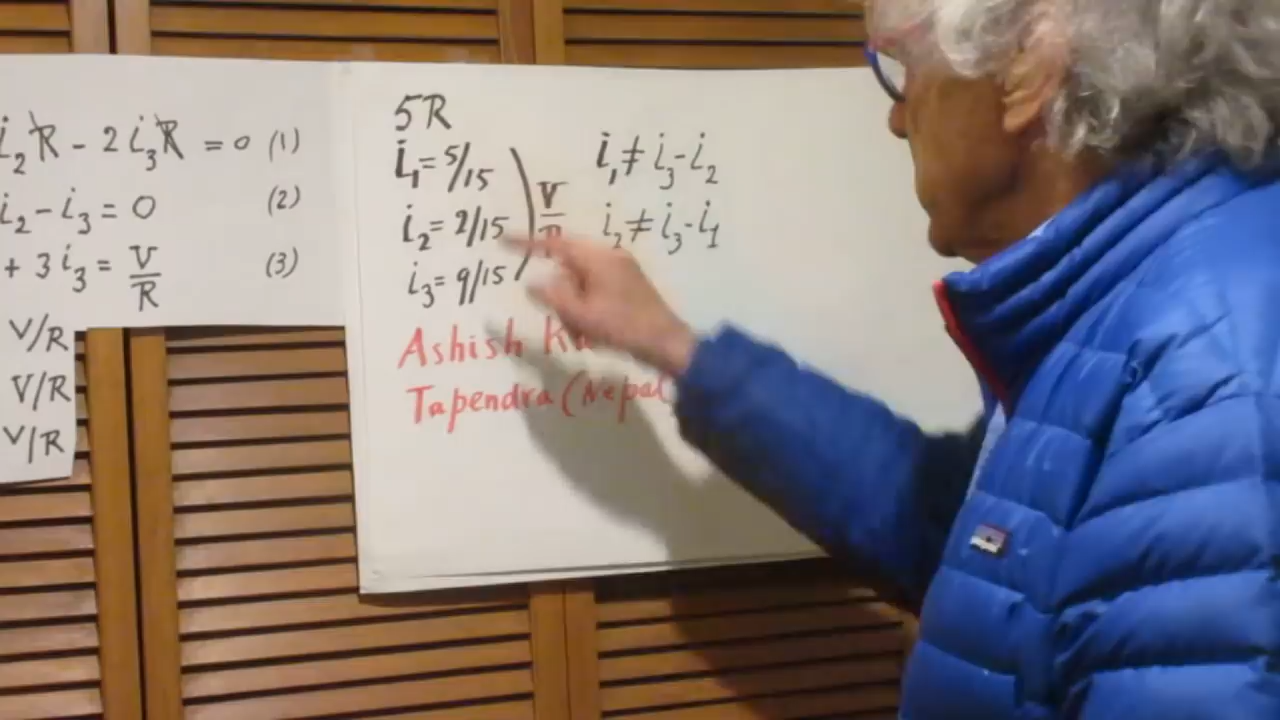 i₂R - 2i₃R = 0 (1)
i₂ - i₃ = 0 (2)
+ 3i₃ = V/R (3)
V/R
V/R
V/R
5R
i₁ = 5/15
i₂ = 2/15
i₃ = 9/15
V
i₁ ≠ i₃ - i₂
i₂ ≠ i₃ - i₁
Ashish
Tapendra (Nepal